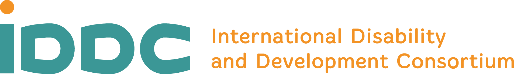 iDDC
International Disability
and Development Consortium